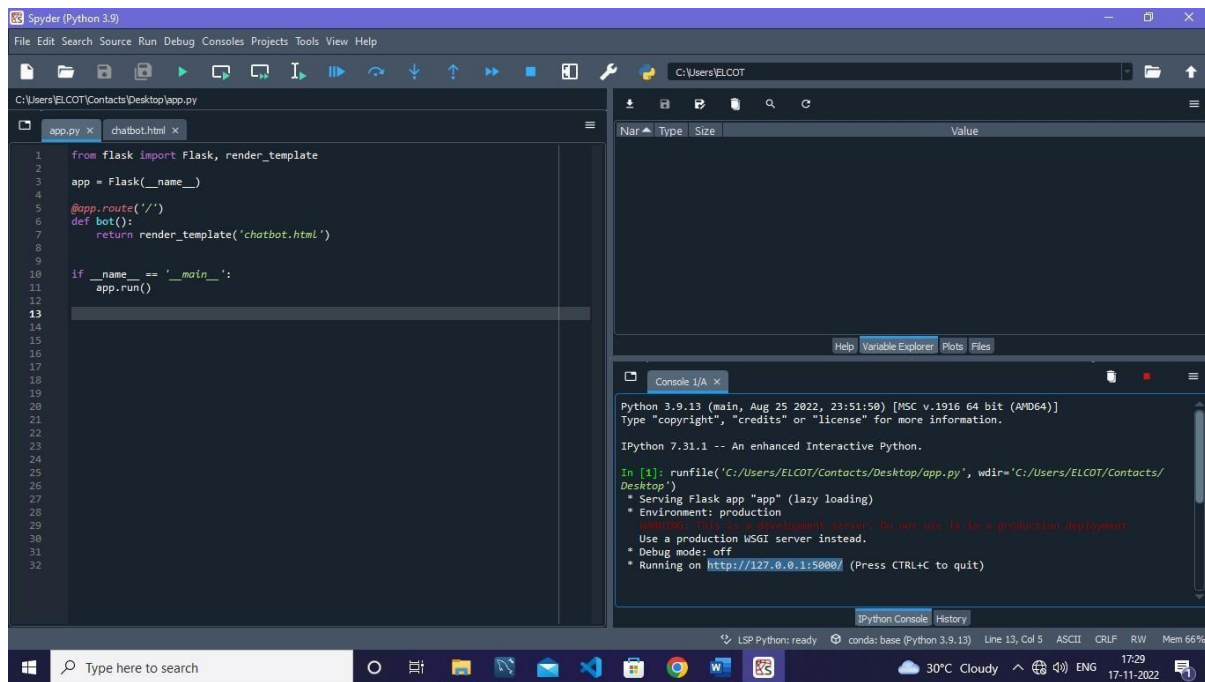 Spyder (Python 3.9)
File Edit Search Source Run Debug Consoles Projects Tools View Help
C:\Users\ELCOT
C:\Users\ELCOT\Contacts\Desktop\app.py
app.py
chatbot.html
1 from flask import Flask, render_template
2
3 app = Flask(__name__)
4
5 @app.route('/')
6 def bot():
7 return render_template('chatbot.html')
8
9
10 if __name__ == '__main__':
11 app.run()
12
13
14
15
16
17
18
19
20
21
22
23
24
25
26
27
28
29
30
31
32
Nar Type Size Value
Help Variable Explorer Plots Files
Console 1/A
Python 3.9.13 (main, Aug 25 2022, 23:51:50) [MSC v.1916 64 bit (AMD64)]
Type "copyright", "credits" or "license" for more information.
IPython 7.31.1 -- An enhanced Interactive Python.
In [1]: runfile('C:/Users/ELCOT/Contacts/Desktop/app.py', wdir='C:/Users/ELCOT/Contacts/
Desktop')
* Serving Flask app "app" (lazy loading)
* Environment: production
WARNING: This is a development server. Do not use it in a production deployment.
Use a production WSGI server instead.
* Debug mode: off
* Running on http://127.0.0.1:5000/ (Press CTRL+C to quit)
IPython Console History
LSP Python: ready conda: base (Python 3.9.13) Line 13, Col 5 ASCII CRLF RW Mem 66%
Type here to search
30°C Cloudy ENG
17:29
17-11-2022
1